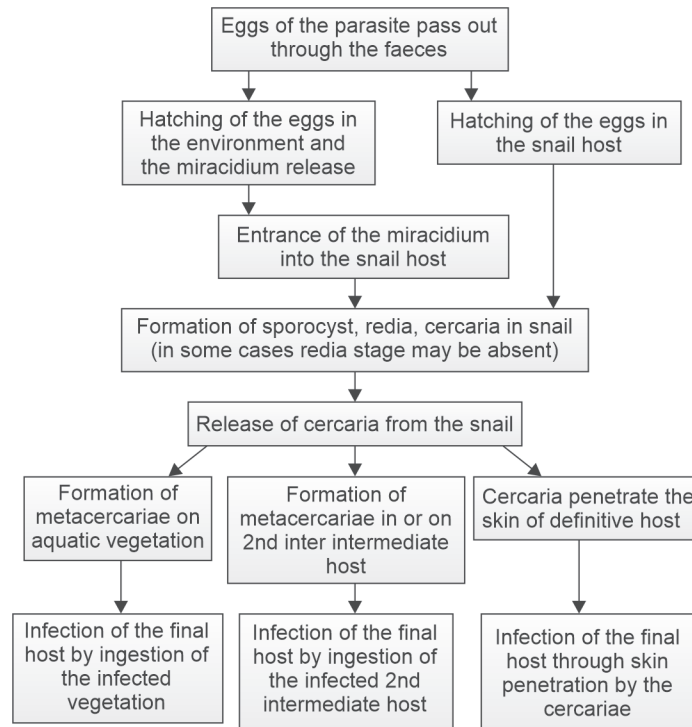 Eggs of the parasite pass out
through the faeces
Hatching of the eggs in
the environment and
the miracidium release
Hatching of the eggs in
the snail host
Entrance of the miracidium
into the snail host
Formation of sporocyst, redia, cercaria in snail
(in some cases redia stage may be absent)
Release of cercaria from the snail
Formation of
metacercariae on
aquatic vegetation
Formation of
metacercariae in or on
2nd inter intermediate
host
Cercaria penetrate the
skin of definitive host
Infection of the final
host by ingestion of
the infected
vegetation
Infection of the final
host by ingestion of
the infected 2nd
intermediate host
Infection of the final
host through skin
penetration by the
cercariae